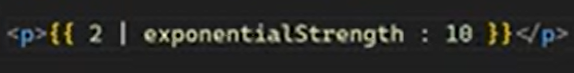 <p>{{ 2 | exponentialStrength : 10 }}</p>